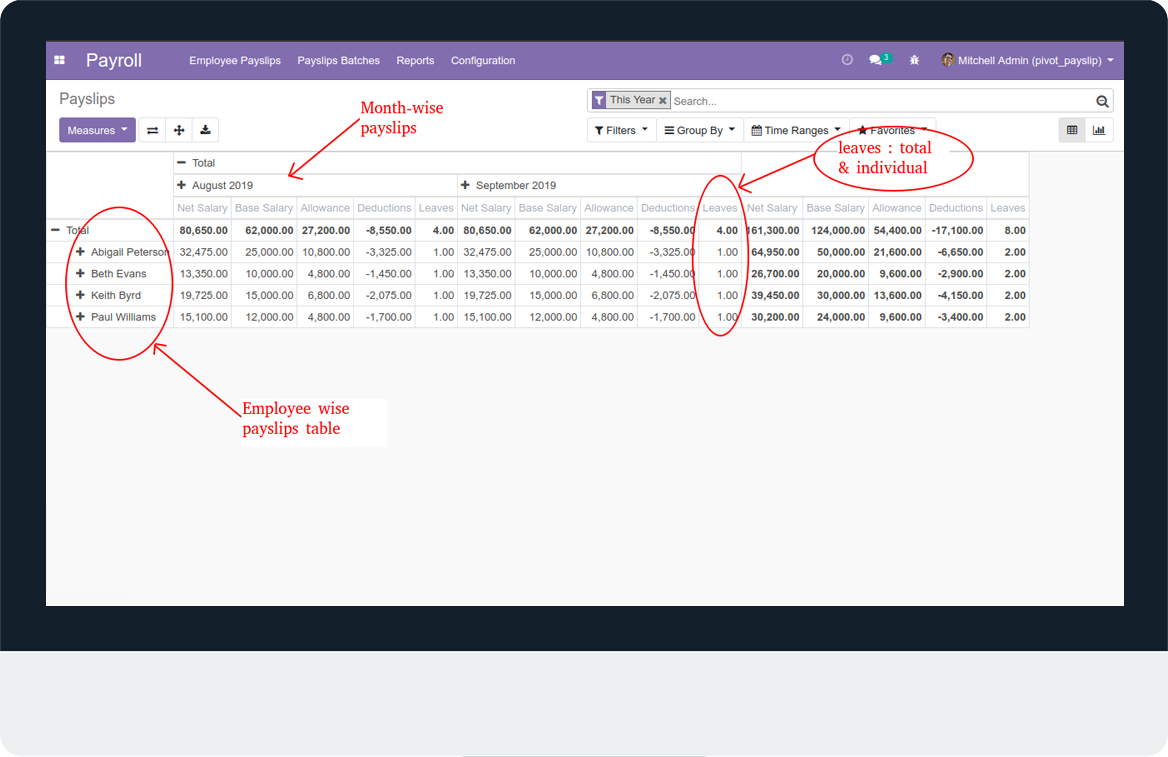 Payroll Employee Payslips Payslips Batches Reports Configuration 3 Mitchell Admin (pivot_payslip)
Payslips
This Year Search...
Measures
Filters Group By Time Ranges Favorites
Month-wise
payslips
leaves : total
& individual
Total
August 2019 September 2019
Net Salary Base Salary Allowance Deductions Leaves Net Salary Base Salary Allowance Deductions Leaves Net Salary Base Salary Allowance Deductions Leaves
Total 80,650.00 62,000.00 27,200.00 -8,550.00 4.00 80,650.00 62,000.00 27,200.00 -8,550.00 4.00 161,300.00 124,000.00 54,400.00 -17,100.00 8.00
Abigail Peterson 32,475.00 25,000.00 10,800.00 -3,325.00 1.00 32,475.00 25,000.00 10,800.00 -3,325.00 1.00 64,950.00 50,000.00 21,600.00 -6,650.00 2.00
Beth Evans 13,350.00 10,000.00 4,800.00 -1,450.00 1.00 13,350.00 10,000.00 4,800.00 -1,450.00 1.00 26,700.00 20,000.00 9,600.00 -2,900.00 2.00
Keith Byrd 19,725.00 15,000.00 6,800.00 -2,075.00 1.00 19,725.00 15,000.00 6,800.00 -2,075.00 1.00 39,450.00 30,000.00 13,600.00 -4,150.00 2.00
Paul Williams 15,100.00 12,000.00 4,800.00 -1,700.00 1.00 15,100.00 12,000.00 4,800.00 -1,700.00 1.00 30,200.00 24,000.00 9,600.00 -3,400.00 2.00
Employee wise
payslips table